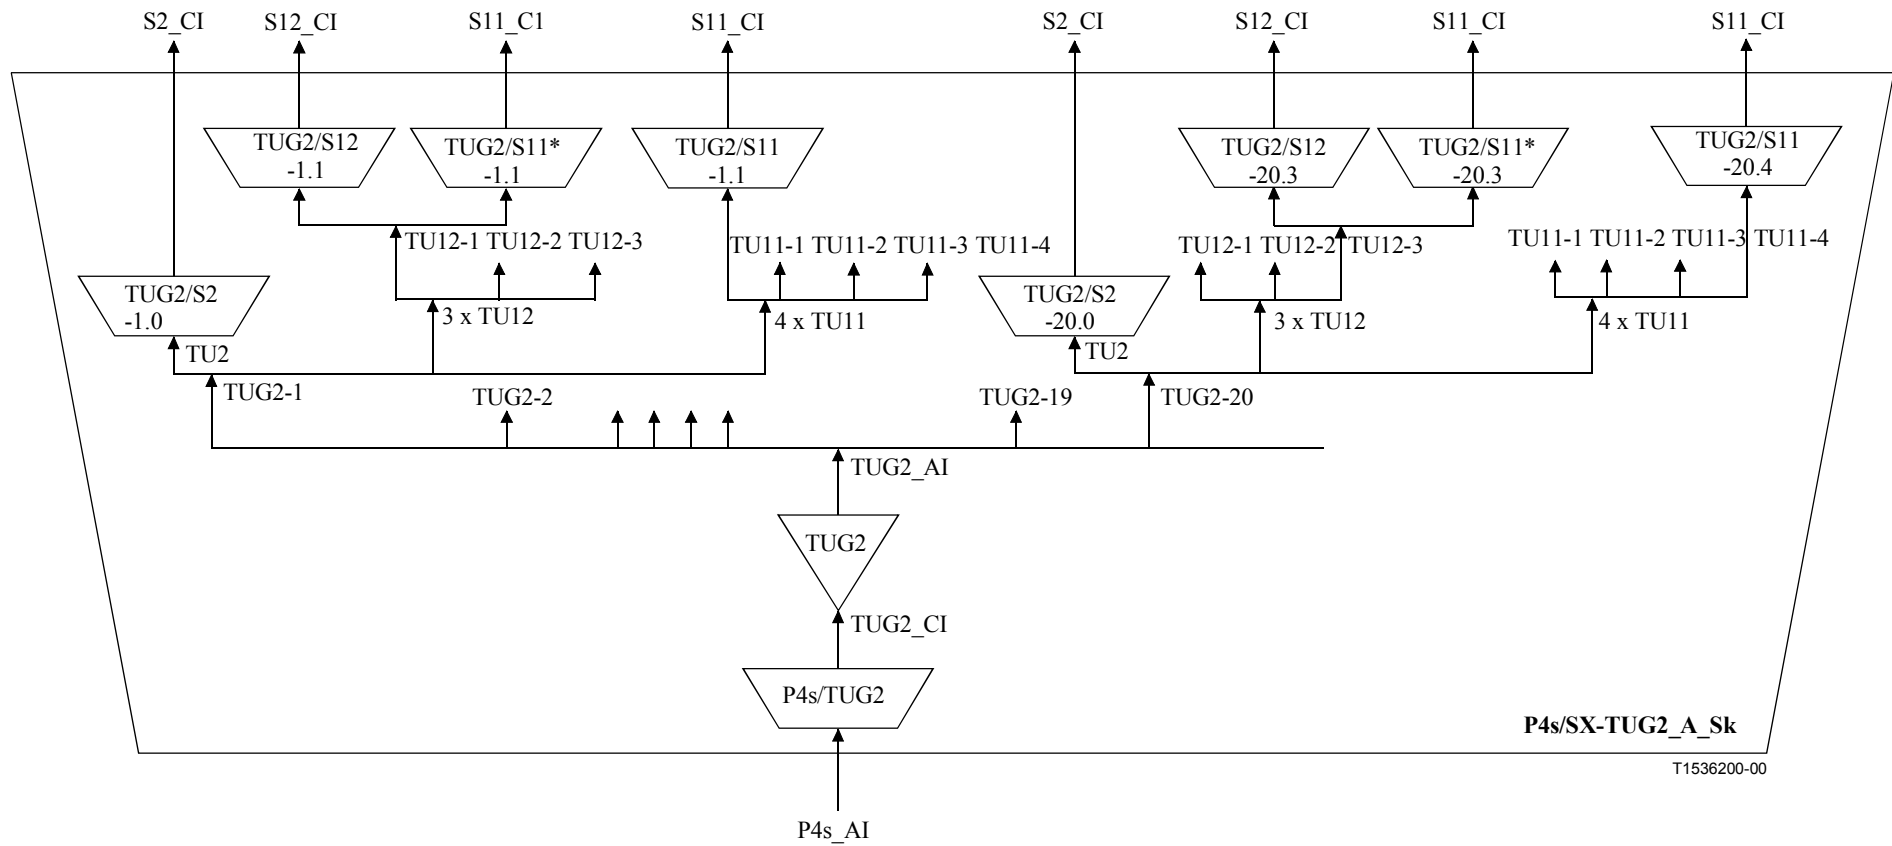 S2_CI S12_CI S11_C1 S11_CI S2_CI S12_CI S11_CI S11_CI
TUG2/S12 TUG2/S11* TUG2/S11 TUG2/S12 TUG2/S11* TUG2/S11
-1.1 -1.1 -1.1 -20.3 -20.3 -20.4
TU12-1 TU12-2 TU12-3 TU11-1 TU11-2 TU11-3 TU11-4 TU12-1 TU12-2 TU12-3 TU11-1 TU11-2 TU11-3 TU11-4
TUG2/S2 TUG2/S2
-1.0 3 x TU12 4 x TU11 -20.0 3 x TU12 4 x TU11
TU2 TU2
TUG2-1 TUG2-2 TUG2-19 TUG2-20
TUG2_AI
TUG2
TUG2_CI
P4s/TUG2
P4s/SX-TUG2_A_Sk
T1536200-00
P4s_AI